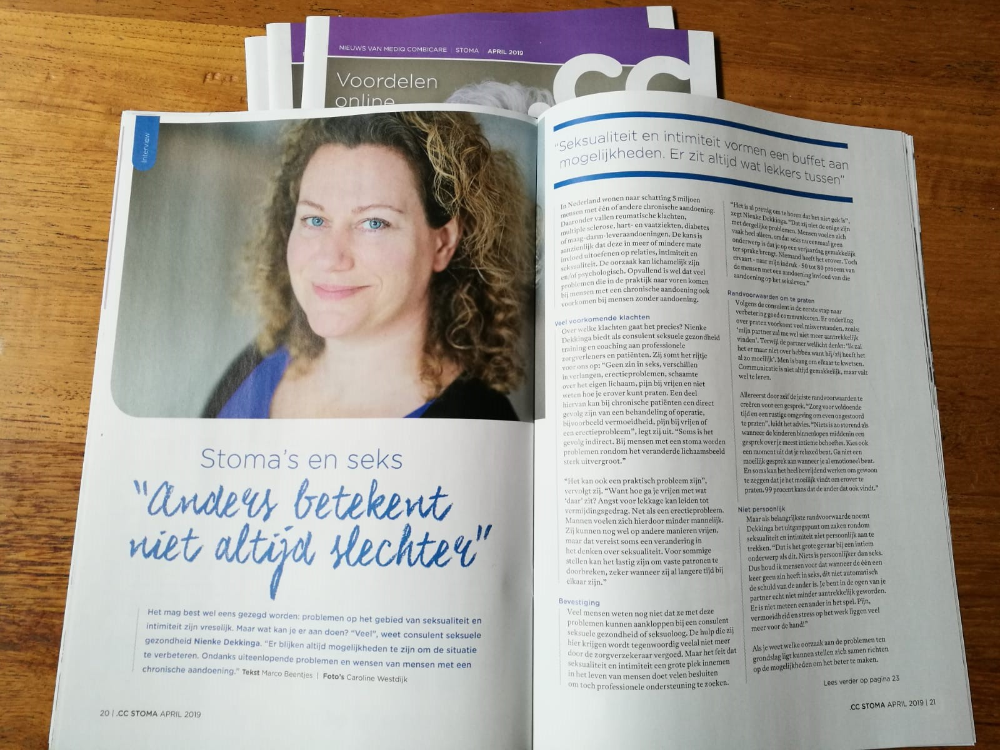 NIEUWS VAN MEDIQ COMBICARE | STOMA APRIL 2019
.cc
Voordelen
online
Interview
Stoma's en seks
"Anders betekent
niet altijd slechter"
Het mag best wel eens gezegd worden: problemen op het gebied van seksualiteit en
intimiteit zijn vreselijk. Maar wat kan je er aan doen? "Veel", weet consulent seksuele
gezondheid Nienke Dekkinga. "Er blijken altijd mogelijkheden te zijn om de situatie
te verbeteren. Ondanks uiteenlopende problemen en wensen van mensen met een
chronische aandoening." Tekst Marco Beentjes | Foto's Caroline Westdijk
20 | .CC STOMA APRIL 2019
"Seksualiteit en intimiteit vormen een buffet aan
mogelijkheden. Er zit altijd wat lekkers tussen"
In Nederland wonen naar schatting 5 miljoen
mensen met één of andere chronische aandoening.
Daaronder vallen reumatische klachten,
multiple sclerose, hart- en vaatziekten, diabetes
of maag-darm-leveraandoeningen. De kans is
aanzienlijk dat deze in meer of mindere mate
invloed uitoefenen op relaties, intimiteit en
seksualiteit. De oorzaak kan lichamelijk zijn
en/of psychologisch. Opvallend is wel dat veel
problemen die in de praktijk naar voren komen
bij mensen met een chronische aandoening ook
voorkomen bij mensen zonder aandoening.
Veel voorkomende klachten
Over welke klachten gaat het precies? Nienke
Dekkinga biedt als consulent seksuele gezondheid
training en coaching aan professionele
zorgverleners en patiënten. Zij somt het rijtje
voor ons op: "Geen zin in seks, verschillen
in verlangen, erectieproblemen, schaamte
over het eigen lichaam, pijn bij vrijen en niet
weten hoe je erover kunt praten. Een deel
hiervan kan bij chronische patiënten een direct
gevolg zijn van een behandeling of operatie,
bijvoorbeeld vermoeidheid, pijn bij vrijen of
een erectieprobleem", legt zij uit. "Soms is het
gevolg indirect. Bij mensen met een stoma worden
problemen rondom het veranderde lichaamsbeeld
sterk uitvergroot."
"Het kan ook een praktisch probleem zijn",
vervolgt zij. "Want hoe ga je vrijen met wat
'daar' zit? Angst voor lekkage kan leiden tot
vermijdingsgedrag. Net als een erectieprobleem.
Mannen voelen zich hierdoor minder mannelijk.
Zij kunnen nog wel op andere manieren vrijen,
maar dat vereist soms een verandering in
het denken over seksualiteit. Voor sommige
stellen kan het lastig zijn om vaste patronen te
doorbreken, zeker wanneer zij al langere tijd bij
elkaar zijn."
Bevestiging
Veel mensen weten nog niet dat ze met deze
problemen kunnen aankloppen bij een consulent
seksuele gezondheid of seksuoloog. De hulp die zij
hier krijgen wordt tegenwoordig veelal niet meer
door de zorgverzekeraar vergoed. Maar het feit dat
seksualiteit en intimiteit een grote plek innemen
in het leven van mensen doet velen besluiten
om toch professionele ondersteuning te zoeken.
"Het is al prettig om te horen dat het niet gek is",
zegt Nienke Dekkinga. "Dat zij niet de enige zijn
met dergelijke problemen. Mensen voelen zich
vaak heel alleen, omdat seks nu eenmaal geen
onderwerp is dat je op een verjaardag gemakkelijk
ter sprake brengt. Niemand heeft het erover. Toch
ervaart - naar mijn indruk - 50 tot 80 procent van
de mensen met een aandoening invloed van die
aandoening op het seksleven."
Randvoorwaarden om te praten
Volgens de consulent is de eerste stap naar
verbetering goed communiceren. Er onderling
over praten voorkomt veel misverstanden, zoals:
'mijn partner zal me wel niet meer aantrekkelijk
vinden'. Terwijl de partner wellicht denkt: 'Ik zal
het er maar niet over hebben want hij/zij heeft het
al zo moeilijk'. Men is bang om elkaar te kwetsen.
Communicatie is niet altijd gemakkelijk, maar valt
wel te leren.
Allereerst door zelf de juiste randvoorwaarden te
creëren voor een gesprek. "Zorg voor voldoende
tijd en een rustige omgeving om even ongestoord
te praten", luidt het advies. "Niets is zo storend als
wanneer de kinderen binnenlopen middenin een
gesprek over je meest intieme behoeftes. Kies ook
een moment uit dat je relaxed bent. Ga niet een
moeilijk gesprek aan wanneer je al emotioneel bent.
En soms kan het heel bevrijdend werken om gewoon
te zeggen dat je het moeilijk vindt om erover te
praten. 99 procent kans dat de ander dat ook vindt."
Niet persoonlijk
Maar als belangrijkste randvoorwaarde noemt
Dekkinga het uitgangspunt om zaken rondom
seksualiteit en intimiteit niet persoonlijk aan te
trekken. "Dat is het grote gevaar bij een intiem
onderwerp als dit. Niets is persoonlijker dan seks.
Dus houd ik mensen voor dat wanneer de één een
keer geen zin heeft in seks, dit niet automatisch
de schuld van de ander is. Je bent in de ogen van je
partner echt niet minder aantrekkelijk geworden.
Er is niet meteen een ander in het spel. Pijn,
vermoeidheid en stress op het werk liggen veel
meer voor de hand!"
Als je weet welke oorzaak aan de problemen ten
grondslag ligt kunnen stellen zich samen richten
op de mogelijkheden om het beter te maken.
Lees verder op pagina 23
.CC STOMA APRIL 2019 | 21